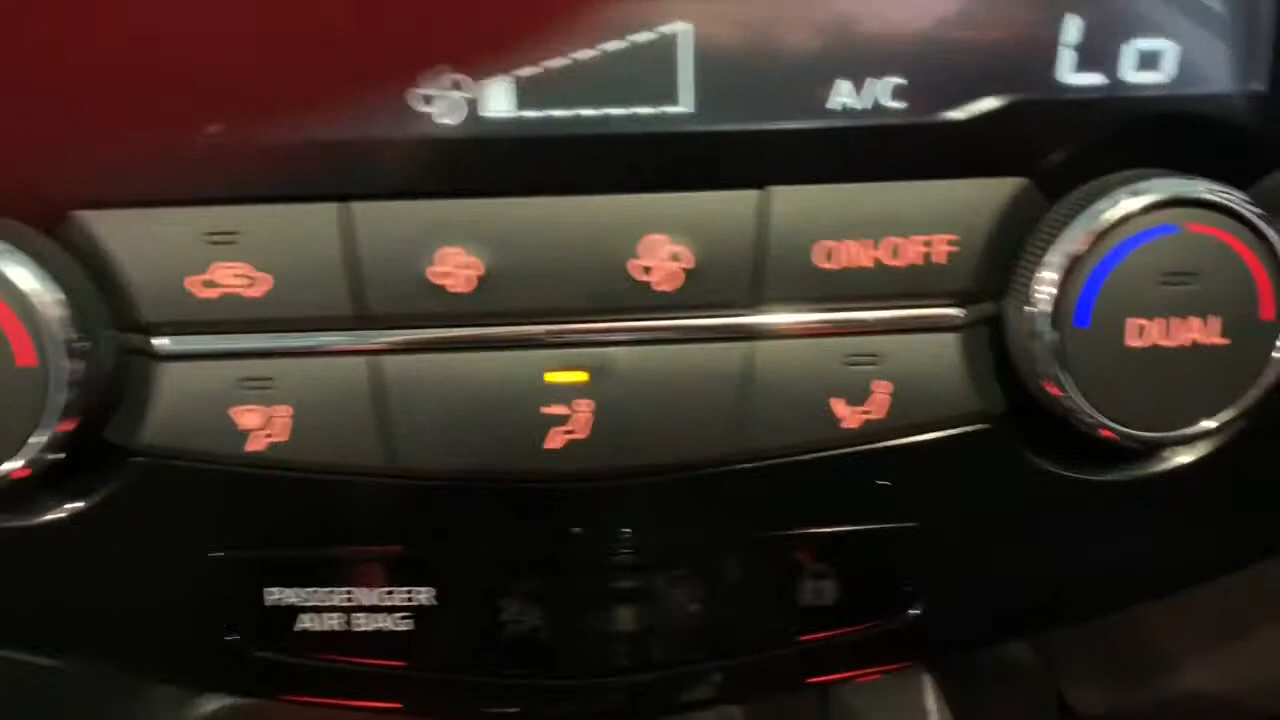 Lo
A/C
ON·OFF
DUAL
PASSENGER
AIR BAG